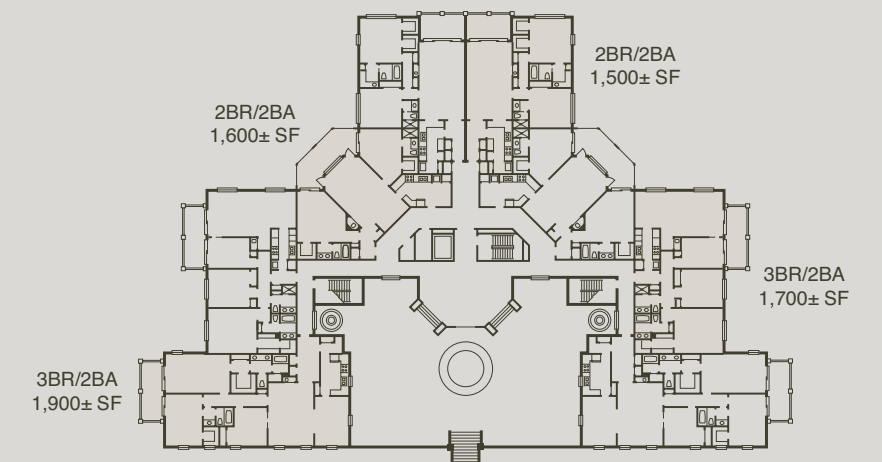 2BR/2BA
1,500± SF
2BR/2BA
1,600± SF
3BR/2BA
1,700± SF
3BR/2BA
1,900± SF